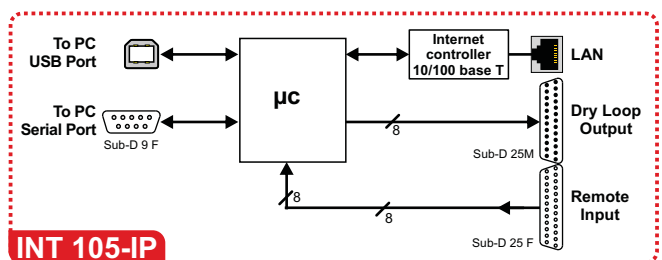 To PC
USB Port
Internet
controller
10/100 base T
LAN
µc
To PC
Serial Port
Sub-D 9 F
8
Dry Loop
Output
Sub-D 25M
8
8
Remote
Input
Sub-D 25 F
INT 105-IP